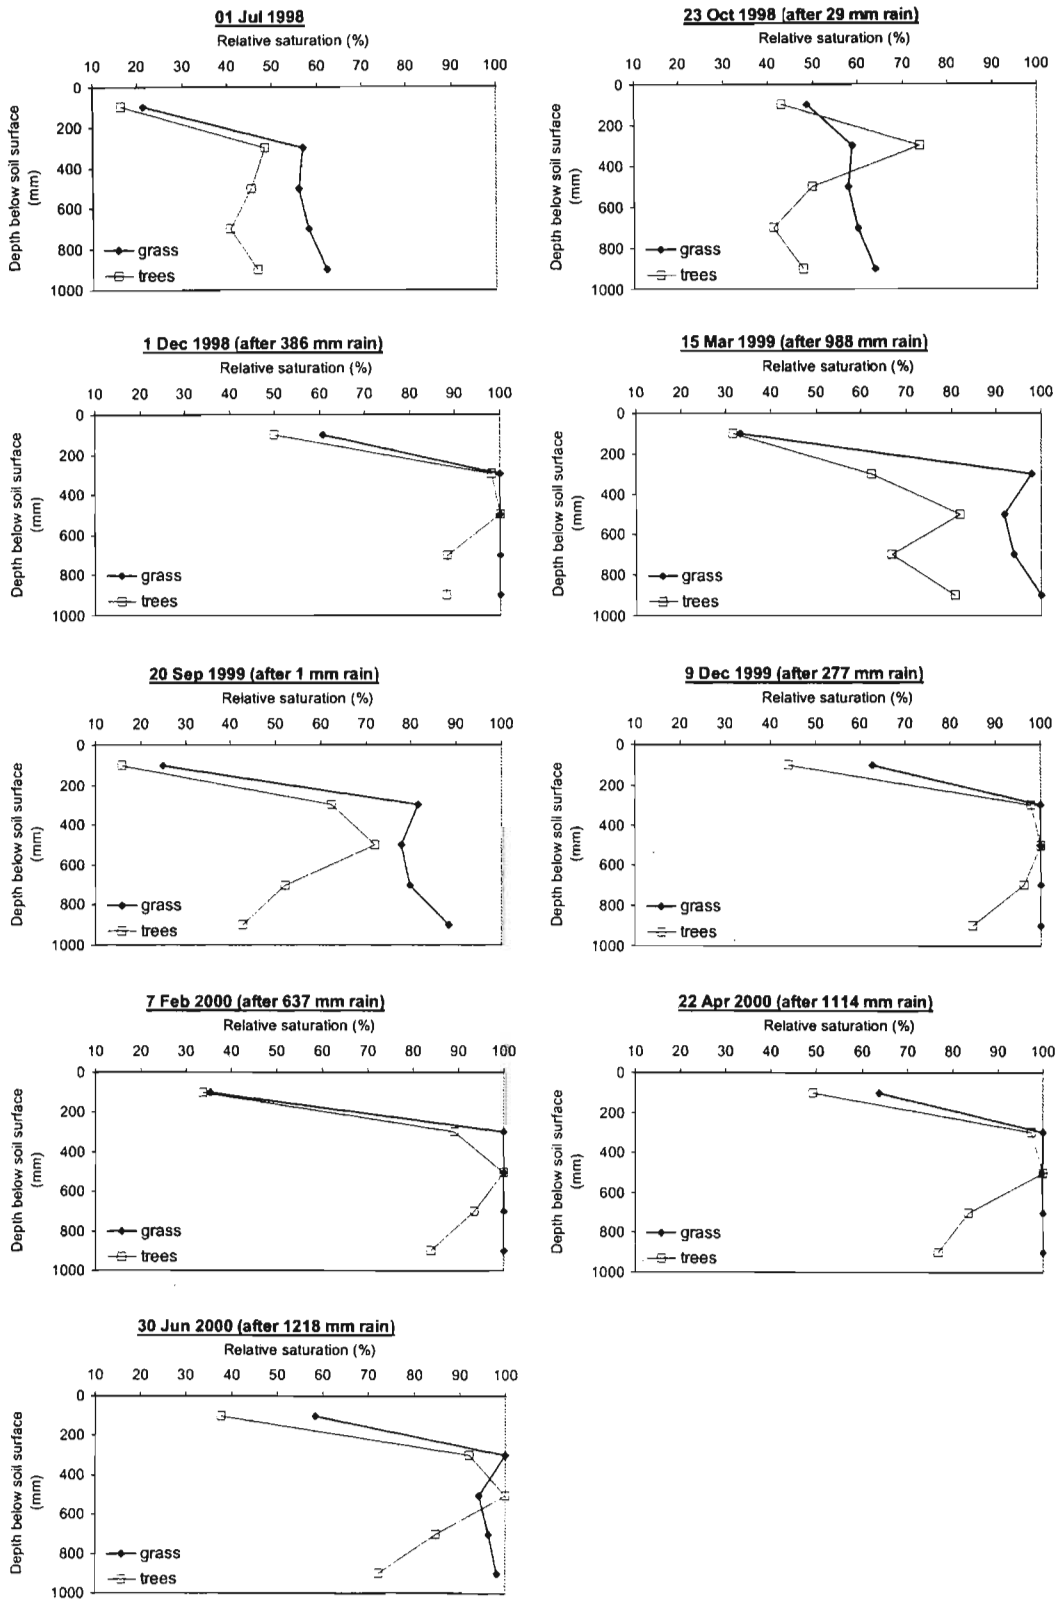 01 Jul 1998
Relative saturation (%)
10 20 30 40 50 60 70 80 90 100
0
200
400
600
800
1000
Depth below soil surface
(mm)
grass
trees
23 Oct 1998 (after 29 mm rain)
Relative saturation (%)
10 20 30 40 50 60 70 80 90 100
0
200
400
600
800
1000
Depth below soil surface
(mm)
grass
trees
1 Dec 1998 (after 386 mm rain)
Relative saturation (%)
10 20 30 40 50 60 70 80 90 100
0
200
400
600
800
1000
Depth below soil surface
(mm)
grass
trees
15 Mar 1999 (after 988 mm rain)
Relative saturation (%)
10 20 30 40 50 60 70 80 90 100
0
200
400
600
800
1000
Depth below soil surface
(mm)
grass
trees
20 Sep 1999 (after 1 mm rain)
Relative saturation (%)
10 20 30 40 50 60 70 80 90 100
0
200
400
600
800
1000
Depth below soil surface
(mm)
grass
trees
9 Dec 1999 (after 277 mm rain)
Relative saturation (%)
10 20 30 40 50 60 70 80 90 100
0
200
400
600
800
1000
Depth below soil surface
(mm)
grass
trees
7 Feb 2000 (after 637 mm rain)
Relative saturation (%)
10 20 30 40 50 60 70 80 90 100
0
200
400
600
800
1000
Depth below soil surface
(mm)
grass
trees
22 Apr 2000 (after 1114 mm rain)
Relative saturation (%)
10 20 30 40 50 60 70 80 90 100
0
200
400
600
800
1000
Depth below soil surface
(mm)
grass
trees
30 Jun 2000 (after 1218 mm rain)
Relative saturation (%)
10 20 30 40 50 60 70 80 90 100
0
200
400
600
800
1000
Depth below soil surface
(mm)
grass
trees